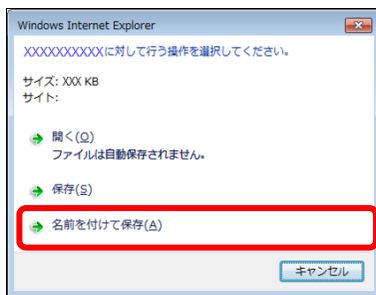 Windows Internet Explorer
XXXXXXXXXXに対して行う操作を選択してください。
サイズ: XXX KB
サイト:
開く(O)
ファイルは自動保存されません。
保存(S)
名前を付けて保存(A)
キャンセル